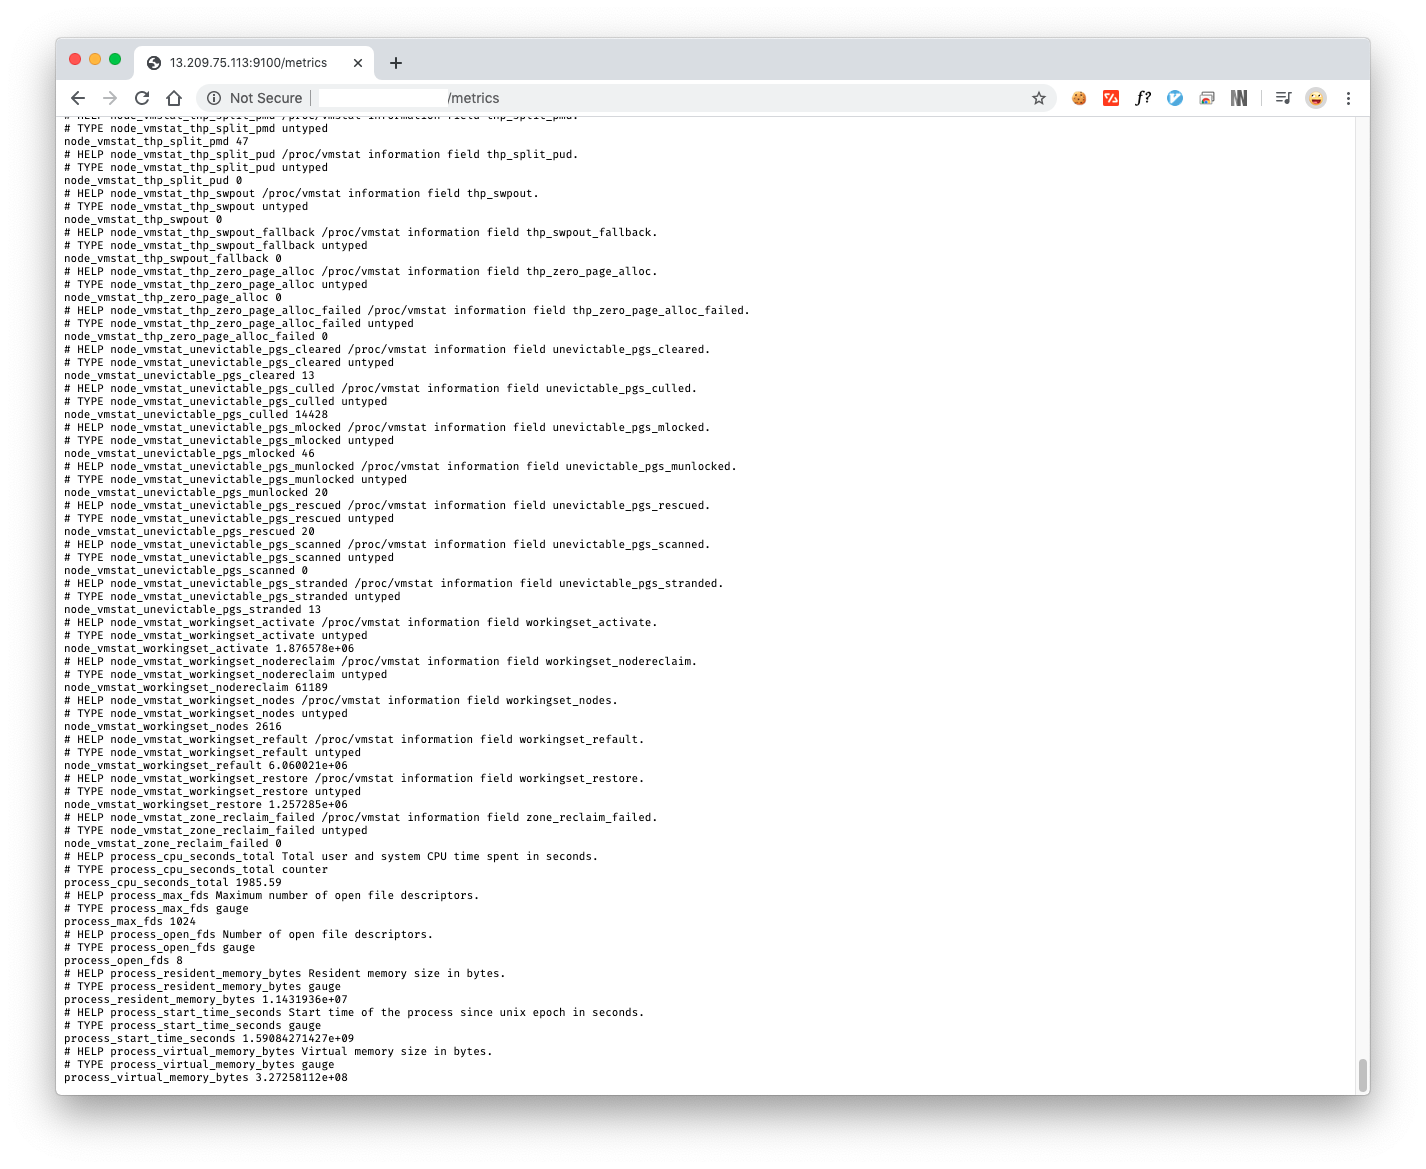 13.209.75.113:9100/metrics
Not Secure | /metrics
f?
# HELP node_vmstat_thp_split_pmd /proc/vmstat information field thp_split_pmd.
# TYPE node_vmstat_thp_split_pmd untyped
node_vmstat_thp_split_pmd 47
# HELP node_vmstat_thp_split_pud /proc/vmstat information field thp_split_pud.
# TYPE node_vmstat_thp_split_pud untyped
node_vmstat_thp_split_pud 0
# HELP node_vmstat_thp_swpout /proc/vmstat information field thp_swpout.
# TYPE node_vmstat_thp_swpout untyped
node_vmstat_thp_swpout 0
# HELP node_vmstat_thp_swpout_fallback /proc/vmstat information field thp_swpout_fallback.
# TYPE node_vmstat_thp_swpout_fallback untyped
node_vmstat_thp_swpout_fallback 0
# HELP node_vmstat_thp_zero_page_alloc /proc/vmstat information field thp_zero_page_alloc.
# TYPE node_vmstat_thp_zero_page_alloc untyped
node_vmstat_thp_zero_page_alloc 0
# HELP node_vmstat_thp_zero_page_alloc_failed /proc/vmstat information field thp_zero_page_alloc_failed.
# TYPE node_vmstat_thp_zero_page_alloc_failed untyped
node_vmstat_thp_zero_page_alloc_failed 0
# HELP node_vmstat_unevictable_pgs_cleared /proc/vmstat information field unevictable_pgs_cleared.
# TYPE node_vmstat_unevictable_pgs_cleared untyped
node_vmstat_unevictable_pgs_cleared 13
# HELP node_vmstat_unevictable_pgs_culled /proc/vmstat information field unevictable_pgs_culled.
# TYPE node_vmstat_unevictable_pgs_culled untyped
node_vmstat_unevictable_pgs_culled 14428
# HELP node_vmstat_unevictable_pgs_mlocked /proc/vmstat information field unevictable_pgs_mlocked.
# TYPE node_vmstat_unevictable_pgs_mlocked untyped
node_vmstat_unevictable_pgs_mlocked 46
# HELP node_vmstat_unevictable_pgs_munlocked /proc/vmstat information field unevictable_pgs_munlocked.
# TYPE node_vmstat_unevictable_pgs_munlocked untyped
node_vmstat_unevictable_pgs_munlocked 20
# HELP node_vmstat_unevictable_pgs_rescued /proc/vmstat information field unevictable_pgs_rescued.
# TYPE node_vmstat_unevictable_pgs_rescued untyped
node_vmstat_unevictable_pgs_rescued 20
# HELP node_vmstat_unevictable_pgs_scanned /proc/vmstat information field unevictable_pgs_scanned.
# TYPE node_vmstat_unevictable_pgs_scanned untyped
node_vmstat_unevictable_pgs_scanned 0
# HELP node_vmstat_unevictable_pgs_stranded /proc/vmstat information field unevictable_pgs_stranded.
# TYPE node_vmstat_unevictable_pgs_stranded untyped
node_vmstat_unevictable_pgs_stranded 13
# HELP node_vmstat_workingset_activate /proc/vmstat information field workingset_activate.
# TYPE node_vmstat_workingset_activate untyped
node_vmstat_workingset_activate 1.876578e+06
# HELP node_vmstat_workingset_nodereclaim /proc/vmstat information field workingset_nodereclaim.
# TYPE node_vmstat_workingset_nodereclaim untyped
node_vmstat_workingset_nodereclaim 61189
# HELP node_vmstat_workingset_nodes /proc/vmstat information field workingset_nodes.
# TYPE node_vmstat_workingset_nodes untyped
node_vmstat_workingset_nodes 2616
# HELP node_vmstat_workingset_refault /proc/vmstat information field workingset_refault.
# TYPE node_vmstat_workingset_refault untyped
node_vmstat_workingset_refault 6.060021e+06
# HELP node_vmstat_workingset_restore /proc/vmstat information field workingset_restore.
# TYPE node_vmstat_workingset_restore untyped
node_vmstat_workingset_restore 1.257285e+06
# HELP node_vmstat_zone_reclaim_failed /proc/vmstat information field zone_reclaim_failed.
# TYPE node_vmstat_zone_reclaim_failed untyped
node_vmstat_zone_reclaim_failed 0
# HELP process_cpu_seconds_total Total user and system CPU time spent in seconds.
# TYPE process_cpu_seconds_total counter
process_cpu_seconds_total 1985.59
# HELP process_max_fds Maximum number of open file descriptors.
# TYPE process_max_fds gauge
process_max_fds 1024
# HELP process_open_fds Number of open file descriptors.
# TYPE process_open_fds gauge
process_open_fds 8
# HELP process_resident_memory_bytes Resident memory size in bytes.
# TYPE process_resident_memory_bytes gauge
process_resident_memory_bytes 1.1431936e+07
# HELP process_start_time_seconds Start time of the process since unix epoch in seconds.
# TYPE process_start_time_seconds gauge
process_start_time_seconds 1.59084271427e+09
# HELP process_virtual_memory_bytes Virtual memory size in bytes.
# TYPE process_virtual_memory_bytes gauge
process_virtual_memory_bytes 3.27258112e+08